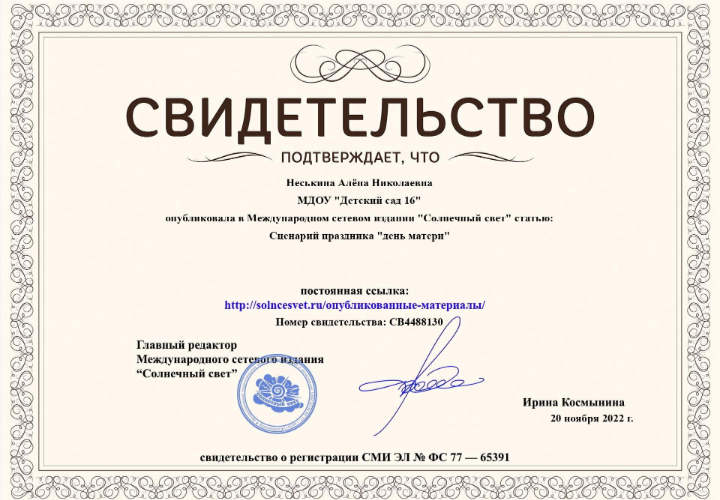 СВИДЕТЕЛЬСТВО
ПОДТВЕРЖДАЕТ, ЧТО
Неськина Алёна Николаевна
МДОУ "Детский сад 16"
опубликовала в Международном сетевом издании "Солнечный свет" статью:
Сценарий праздника "день матери"
постоянная ссылка:
http://solncesvet.ru/опубликованные-материалы/
Номер свидетельства: СВ4488130
Главный редактор
Международного сетевого издания
“Солнечный свет”
Ирина Космынина
20 ноября 2022 г.
свидетельство о регистрации СМИ ЭЛ № ФС 77 — 65391